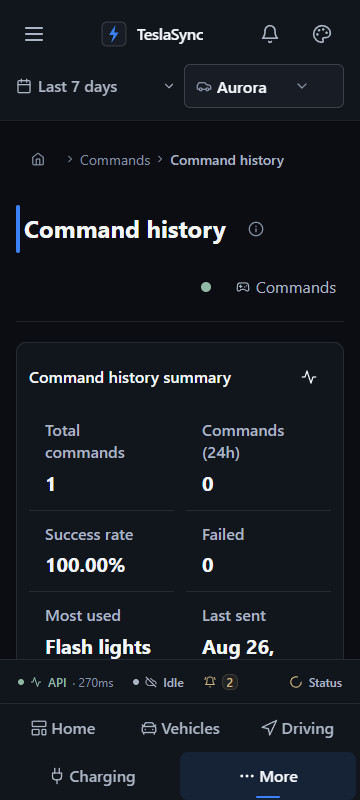 TeslaSync
Last 7 days
Aurora
Commands
Command history
Command history
Commands
Command history summary
Total commands
1
Commands (24h)
0
Success rate
100.00%
Failed
0
Most used
Flash lights
Last sent
Aug 26,
API · 270ms
Idle
2
Status
Home
Vehicles
Driving
Charging
More